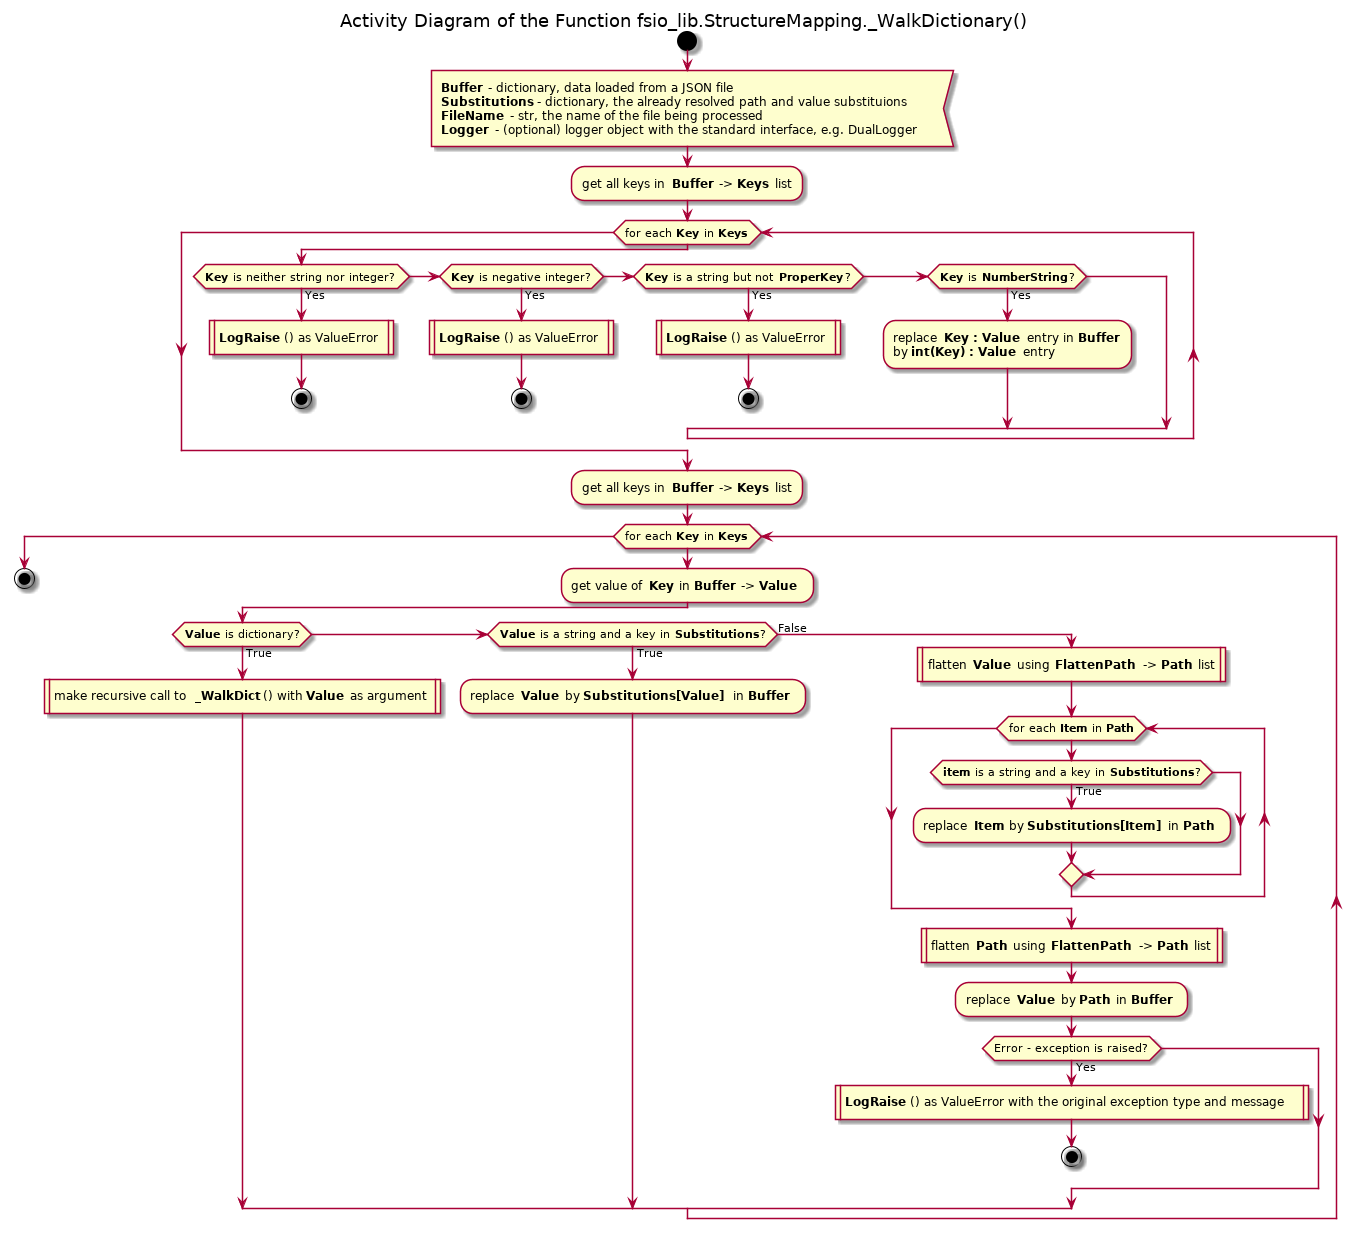 Activity Diagram of the Function fsio_lib.StructureMapping._WalkDictionary()
Buffer - dictionary, data loaded from a JSON file
Substitutions - dictionary, the already resolved path and value substituions
FileName - str, the name of the file being processed
Logger - (optional) logger object with the standard interface, e.g. DualLogger
get all keys in Buffer -> Keys list
for each Key in Keys
Key is neither string nor integer?
Key is negative integer?
Key is a string but not ProperKey?
Key is NumberString?
Yes
Yes
Yes
Yes
LogRaise () as ValueError
LogRaise () as ValueError
LogRaise () as ValueError
replace Key : Value entry in Buffer
by int(Key) : Value entry
get all keys in Buffer -> Keys list
for each Key in Keys
get value of Key in Buffer -> Value
Value is dictionary?
Value is a string and a key in Substitutions?
False
True
True
make recursive call to _WalkDict () with Value as argument
replace Value by Substitutions[Value] in Buffer
flatten Value using FlattenPath -> Path list
for each Item in Path
item is a string and a key in Substitutions?
True
replace Item by Substitutions[Item] in Path
flatten Path using FlattenPath -> Path list
replace Value by Path in Buffer
Error - exception is raised?
Yes
LogRaise () as ValueError with the original exception type and message